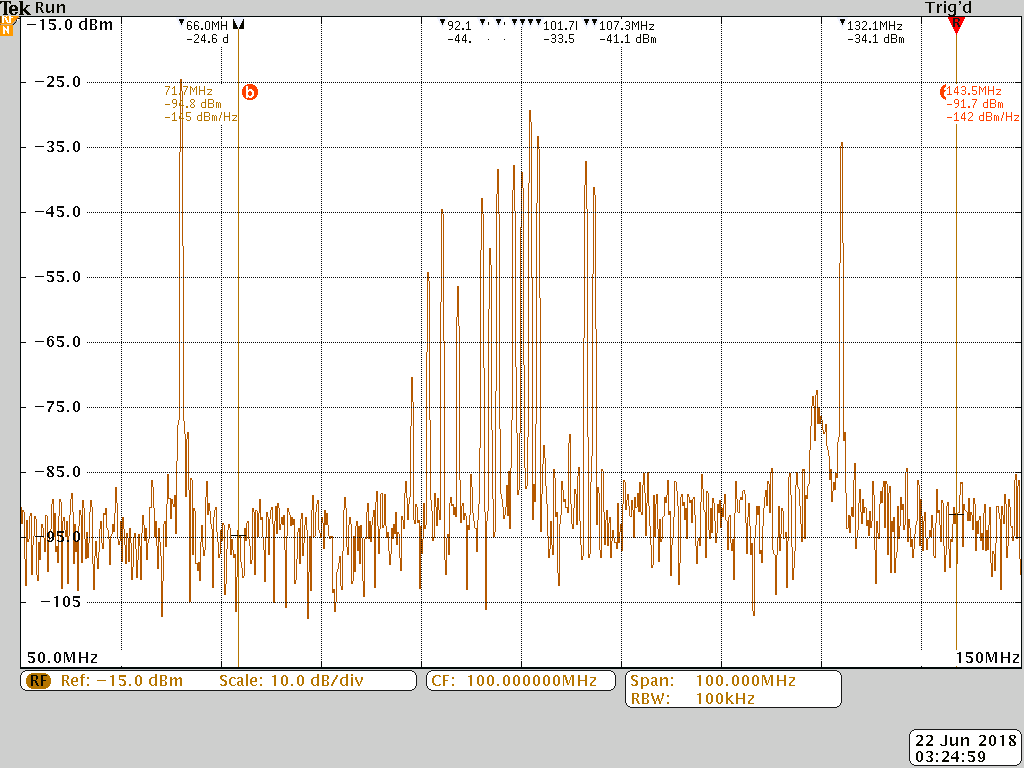 Tek Run
Trig'd
−15.0 dBm
66.0MH
−24.6 d
92.1
−44.
101.7I
−33.5
107.3MHz
−41.1 dBm
132.1MHz
−34.1 dBm
R
−25.0
71.7MHz
−94.8 dBm
−145 dBm/Hz
b
143.5MHz
−91.7 dBm
−142 dBm/Hz
−35.0
−45.0
−55.0
−65.0
−75.0
−85.0
−95.0
−105
50.0MHz
150MHz
RF Ref: −15.0 dBm Scale: 10.0 dB/div
CF: 100.000000MHz
Span: 100.000MHz
RBW: 100kHz
22 Jun 2018
03:24:59